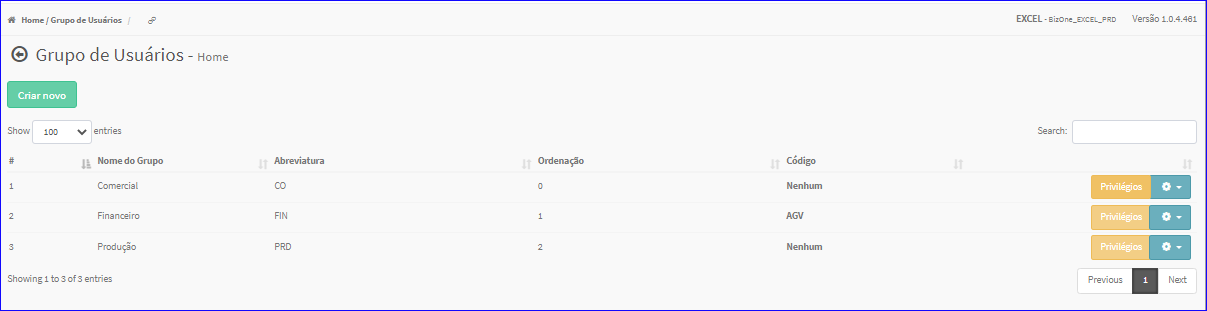 Home / Grupo de Usuários / EXCEL - BizOne_EXCEL_PRD Versão 1.0.4.461
Grupo de Usuários - Home
Criar novo
Show 100 entries Search:
# Nome do Grupo Abreviatura Ordenação Código
1 Comercial CO 0 Nenhum Privilégios
2 Financeiro FIN 1 AGV Privilégios
3 Produção PRD 2 Nenhum Privilégios
Showing 1 to 3 of 3 entries Previous 1 Next